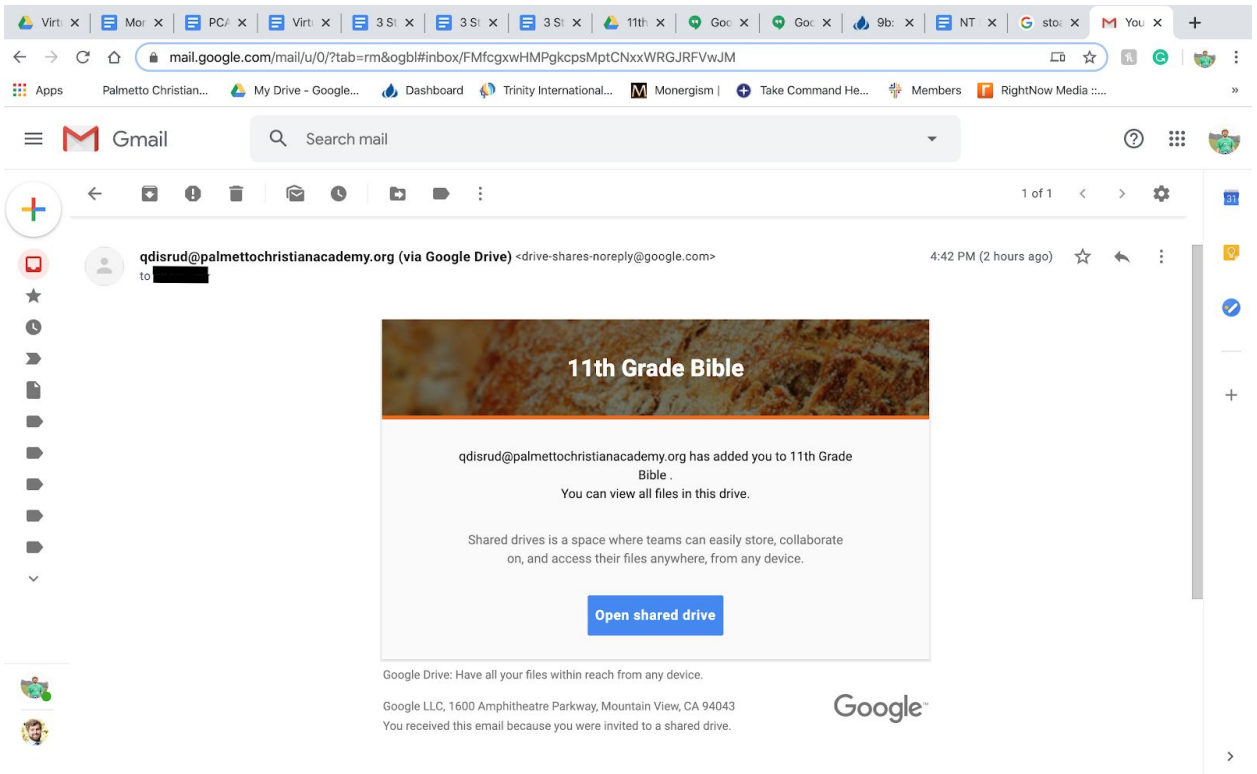 Virtu Mor PCA Virtu 3 St 3 St 3 St 11th Goo Goo 9b: NT stoa You
mail.google.com/mail/u/0/?tab=rm&ogbl#inbox/FMfcgxwHMPgkcpsMptCNxxWRGJRFVwJM
Apps Palmetto Christian... My Drive - Google... Dashboard Trinity International... Monergism | Take Command He... Members RightNow Media ::... »
Gmail Search mail
1 of 1
31
qdisrud@palmettochristianacademy.org (via Google Drive) <drive-shares-noreply@google.com> 4:42 PM (2 hours ago)
to
11th Grade Bible
qdisrud@palmettochristianacademy.org has added you to 11th Grade
Bible .
You can view all files in this drive.
Shared drives is a space where teams can easily store, collaborate
on, and access their files anywhere, from any device.
Open shared drive
Google Drive: Have all your files within reach from any device.
Google LLC, 1600 Amphitheatre Parkway, Mountain View, CA 94043
You received this email because you were invited to a shared drive.
Google